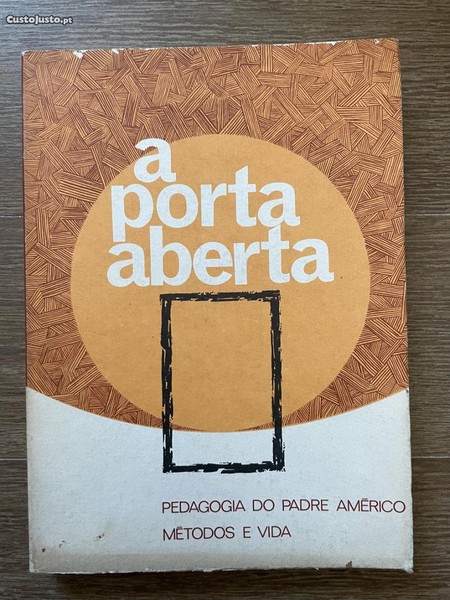 CustoJusto.pt
a
porta
aberta
PEDAGOGIA DO PADRE AMÉRICO
MÉTODOS E VIDA